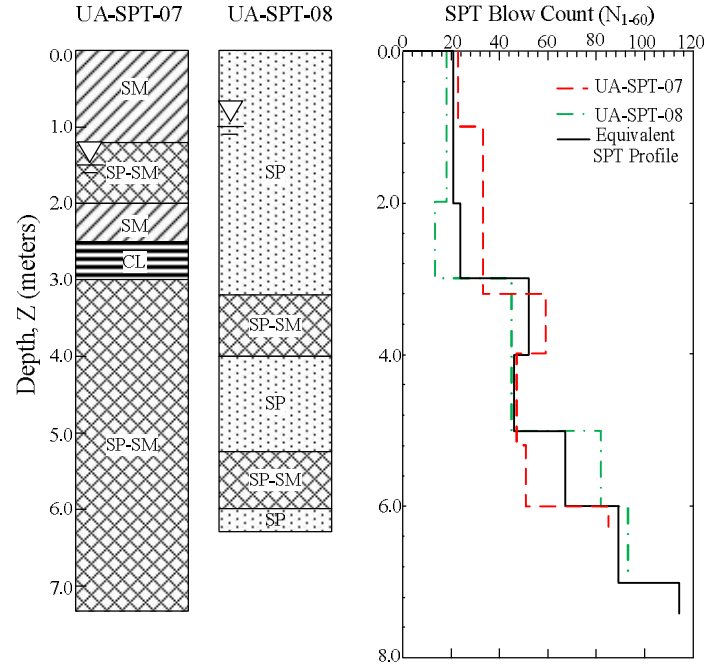 UA-SPT-07
UA-SPT-08
SPT Blow Count (N1-60)
0.0
1.0
2.0
3.0
4.0
5.0
6.0
7.0
Depth, Z (meters)
SM
SP-SM
SM
CL
SP-SM
SP
SP-SM
SP
SP-SM
SP
0 20 40 60 80 100 120
0.0
2.0
4.0
6.0
8.0
UA-SPT-07
UA-SPT-08
Equivalent
SPT Profile